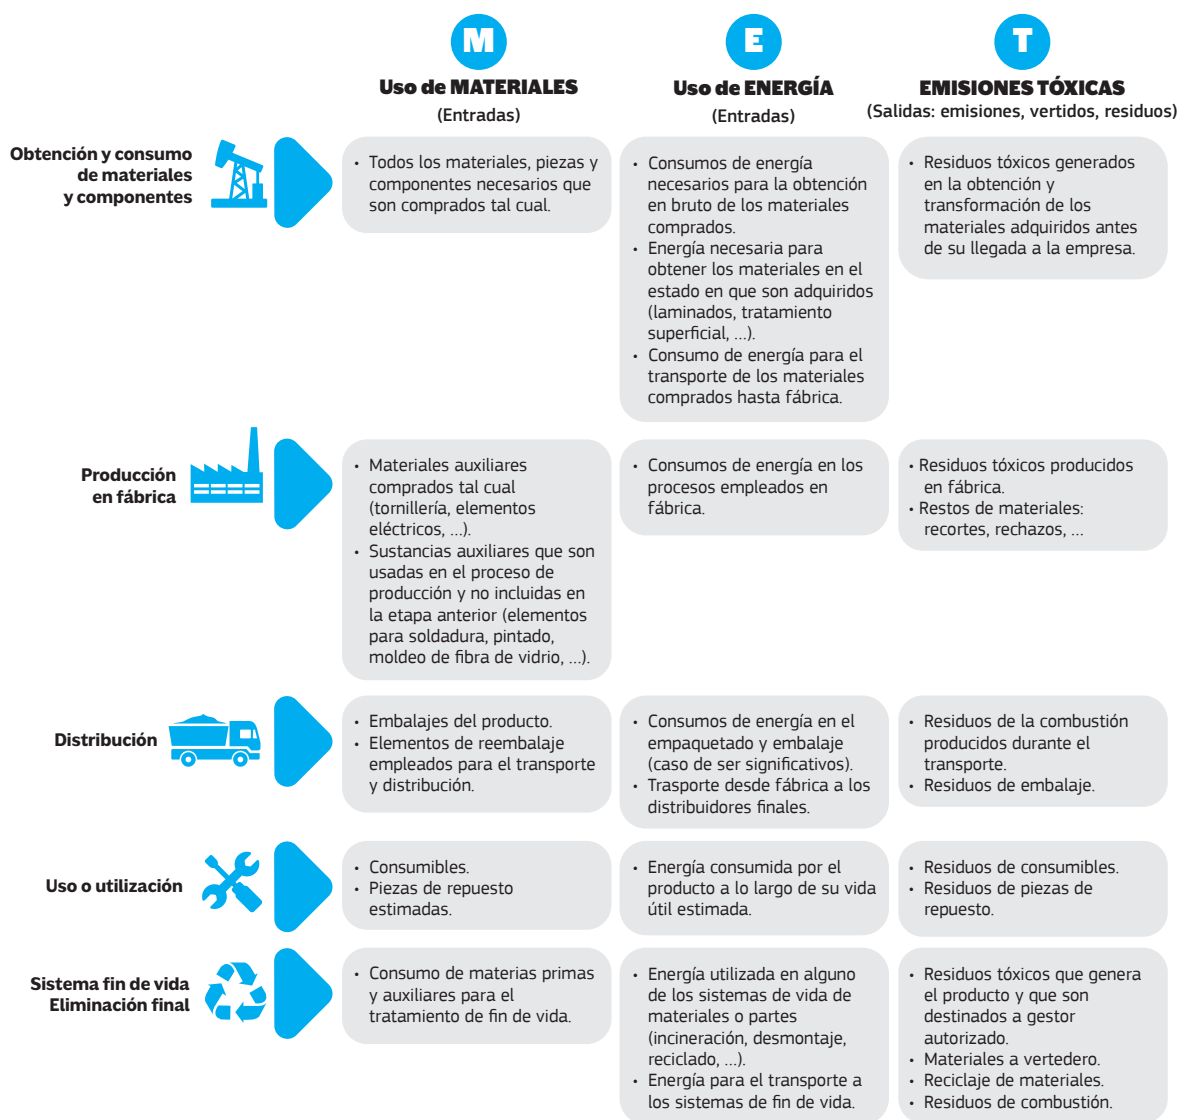 M
Uso de MATERIALES
(Entradas)
E
Uso de ENERGÍA
(Entradas)
T
EMISIONES TÓXICAS
(Salidas: emisiones, vertidos, residuos)
Obtención y consumo
de materiales
y componentes
• Todos los materiales, piezas y
componentes necesarios que
son comprados tal cual.
• Consumos de energía
necesarios para la obtención
en bruto de los materiales
comprados.
• Energía necesaria para
obtener los materiales en el
estado en que son adquiridos
(laminados, tratamiento
superficial, ...).
• Consumo de energía para el
transporte de los materiales
comprados hasta fábrica.
• Residuos tóxicos generados
en la obtención y
transformación de los
materiales adquiridos antes
de su llegada a la empresa.
Producción
en fábrica
• Materiales auxiliares
comprados tal cual
(tornillería, elementos
eléctricos, ...).
• Sustancias auxiliares que son
usadas en el proceso de
producción y no incluidas en
la etapa anterior (elementos
para soldadura, pintado,
moldeo de fibra de vidrio, ...).
• Consumos de energía en los
procesos empleados en
fábrica.
• Residuos tóxicos producidos
en fábrica.
• Restos de materiales:
recortes, rechazos, ...
Distribución
• Embalajes del producto.
• Elementos de reembalaje
empleados para el transporte
y distribución.
• Consumos de energía en el
empaquetado y embalaje
(caso de ser significativos).
• Trasporte desde fábrica a los
distribuidores finales.
• Residuos de la combustión
producidos durante el
transporte.
• Residuos de embalaje.
Uso o utilización
• Consumibles.
• Piezas de repuesto
estimadas.
• Energía consumida por el
producto a lo largo de su vida
útil estimada.
• Residuos de consumibles.
• Residuos de piezas de
repuesto.
Sistema fin de vida
Eliminación final
• Consumo de materias primas
y auxiliares para el
tratamiento de fin de vida.
• Energía utilizada en alguno
de los sistemas de vida de
materiales o partes
(incineración, desmontaje,
reciclado, ...).
• Energía para el transporte a
los sistemas de fin de vida.
• Residuos tóxicos que genera
el producto y que son
destinados a gestor
autorizado.
• Materiales a vertedero.
• Reciclaje de materiales.
• Residuos de combustión.